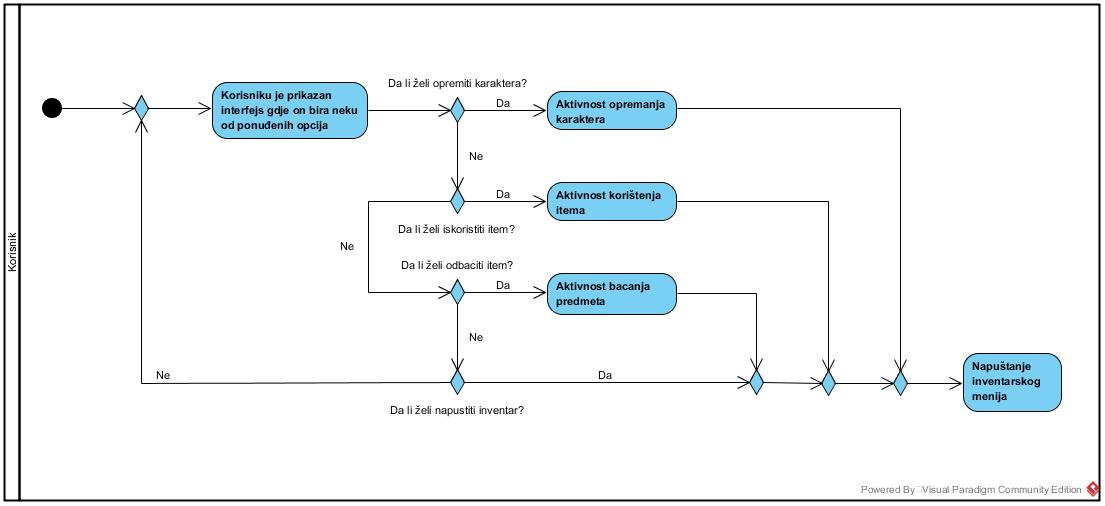 Korisnik
Korisniku je prikazan
interfejs gdje on bira neku
od ponuđenih opcija
Da li želi opremiti karaktera?
Da
Aktivnost opremanja
karaktera
Ne
Da
Aktivnost korištenja
itema
Da li želi iskoristiti item?
Ne
Da li želi odbaciti item?
Da
Aktivnost bacanja
predmeta
Ne
Ne
Da
Da li želi napustiti inventar?
Napuštanje
inventarskog
menija
Powered By Visual Paradigm Community Edition